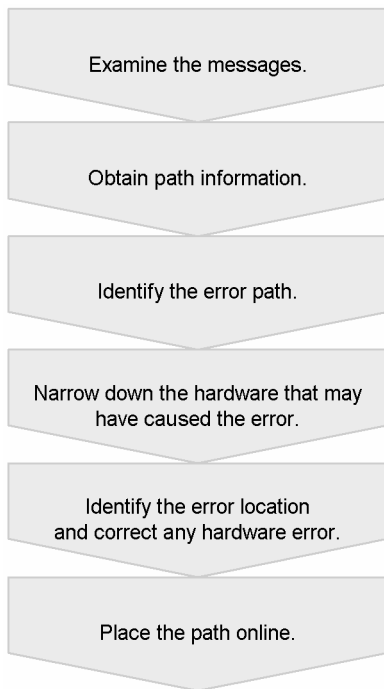 Examine the messages.
Obtain path information.
Identify the error path.
Narrow down the hardware that may
have caused the error.
Identify the error location
and correct any hardware error.
Place the path online.